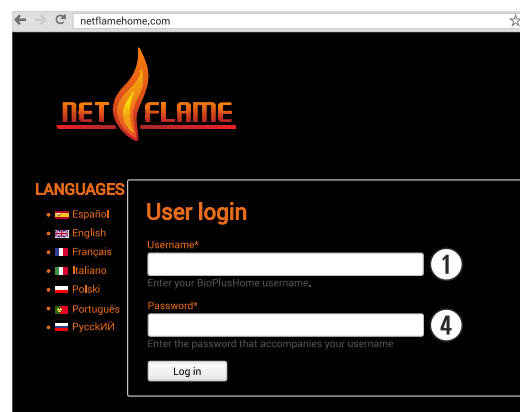 netflamehome.com
NET FLAME
LANGUAGES
Español
English
Français
Italiano
Polski
Português
РусскИЙ
User login
Username*
1
Enter your BioPlusHome username.
Password*
4
Enter the password that accompanies your username
Log in